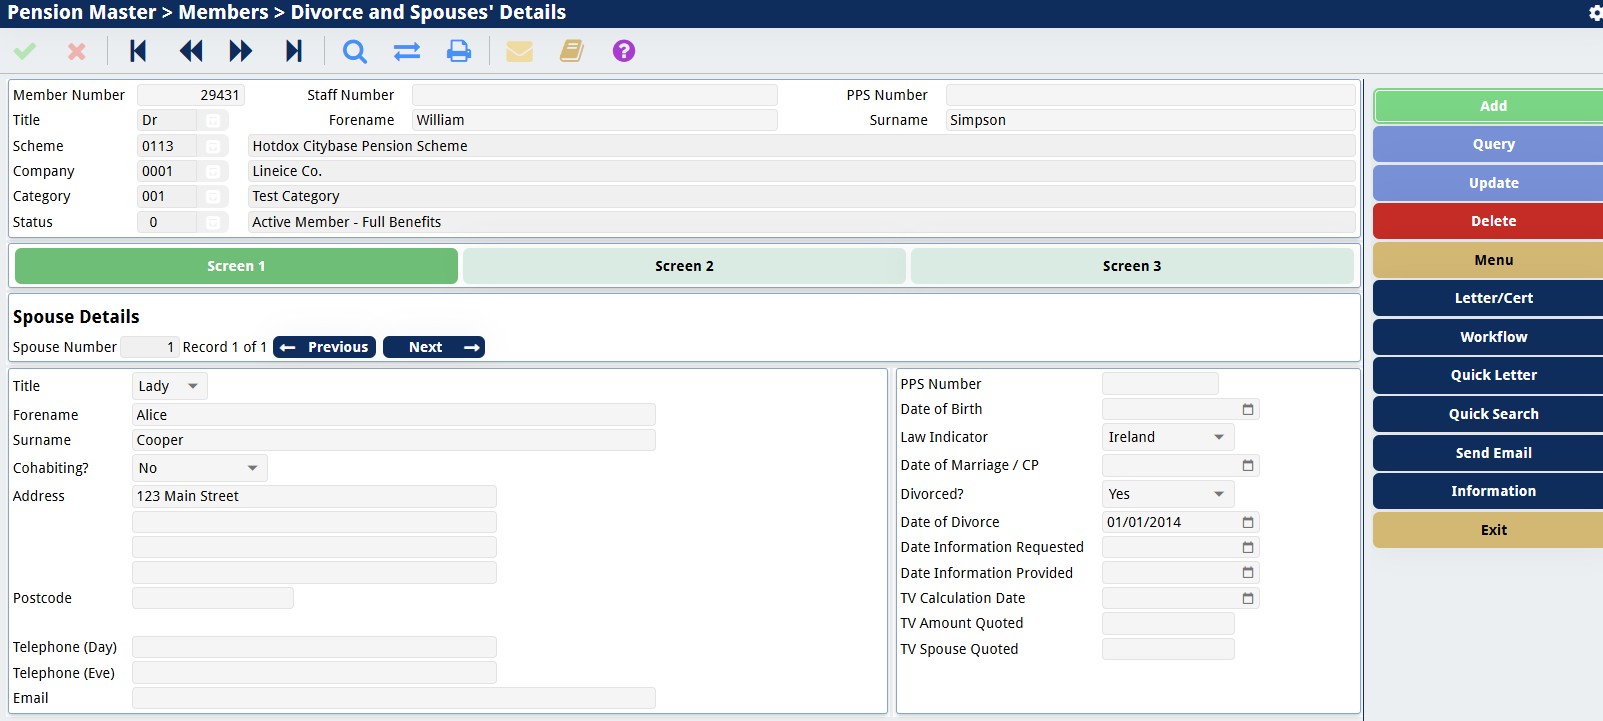 Pension Master > Members > Divorce and Spouses' Details
Member Number 29431 Staff Number PPS Number
Title Dr Forename William Surname Simpson
Scheme 0113 Hotdox Citybase Pension Scheme
Company 0001 Lineice Co.
Category 001 Test Category
Status 0 Active Member - Full Benefits
Screen 1 Screen 2 Screen 3
Spouse Details
Spouse Number 1 Record 1 of 1 Previous Next
Title Lady
Forename Alice
Surname Cooper
Cohabiting? No
Address 123 Main Street
Postcode
Telephone (Day)
Telephone (Eve)
Email
PPS Number
Date of Birth
Law Indicator Ireland
Date of Marriage / CP
Divorced? Yes
Date of Divorce 01/01/2014
Date Information Requested
Date Information Provided
TV Calculation Date
TV Amount Quoted
TV Spouse Quoted
Add
Query
Update
Delete
Menu
Letter/Cert
Workflow
Quick Letter
Quick Search
Send Email
Information
Exit